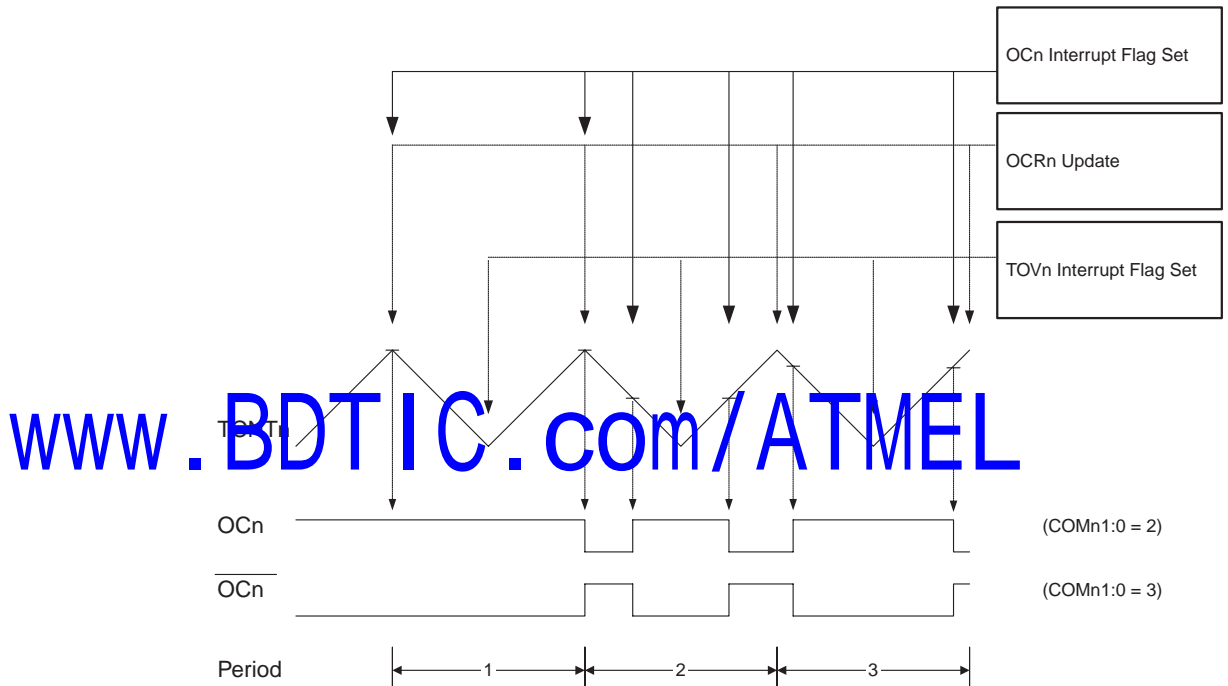 OCn Interrupt Flag Set
OCRn Update
TOVn Interrupt Flag Set
TCNTn
www.BDTIC.com/ATMEL
OCn
(COMn1:0 = 2)
OCn
(COMn1:0 = 3)
Period
1
2
3